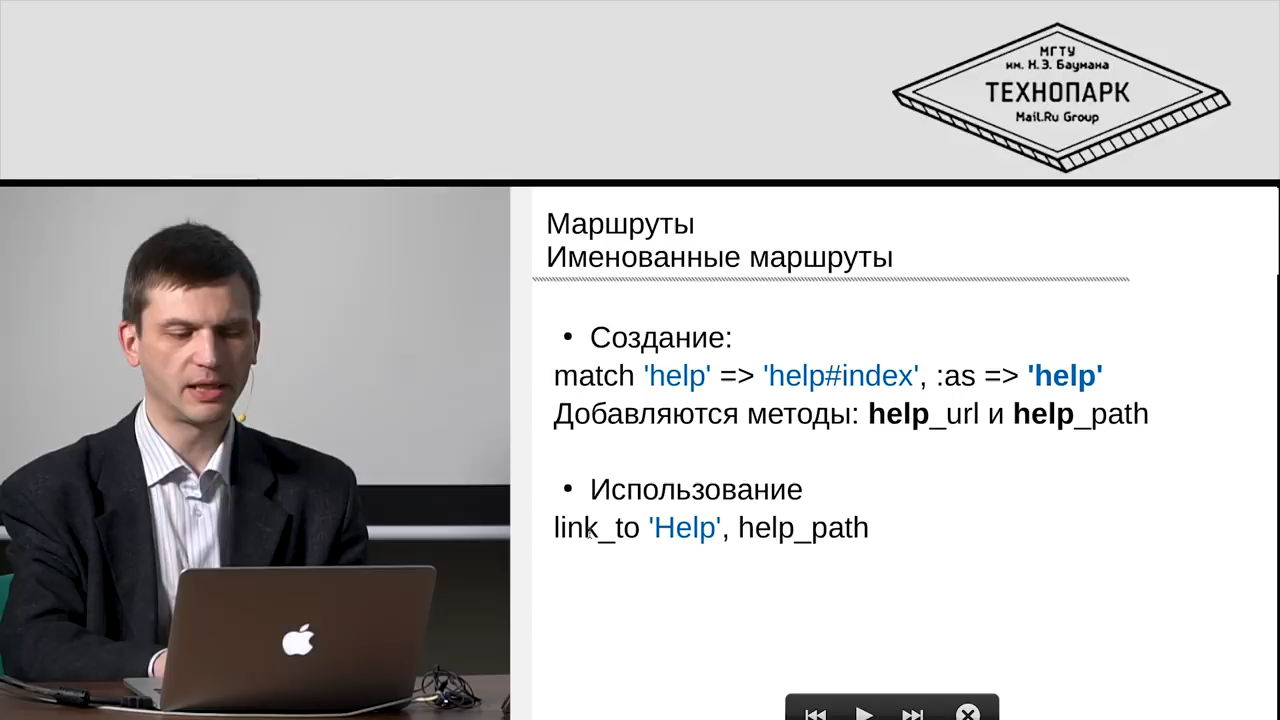 МГТУ
им. Н.Э. Баумана
ТЕХНОПАРК
Mail.Ru Group
Маршруты
Именованные маршруты
• Создание:
match 'help' => 'help#index', :as => 'help'
Добавляются методы: help_url и help_path
• Использование
link_to 'Help', help_path